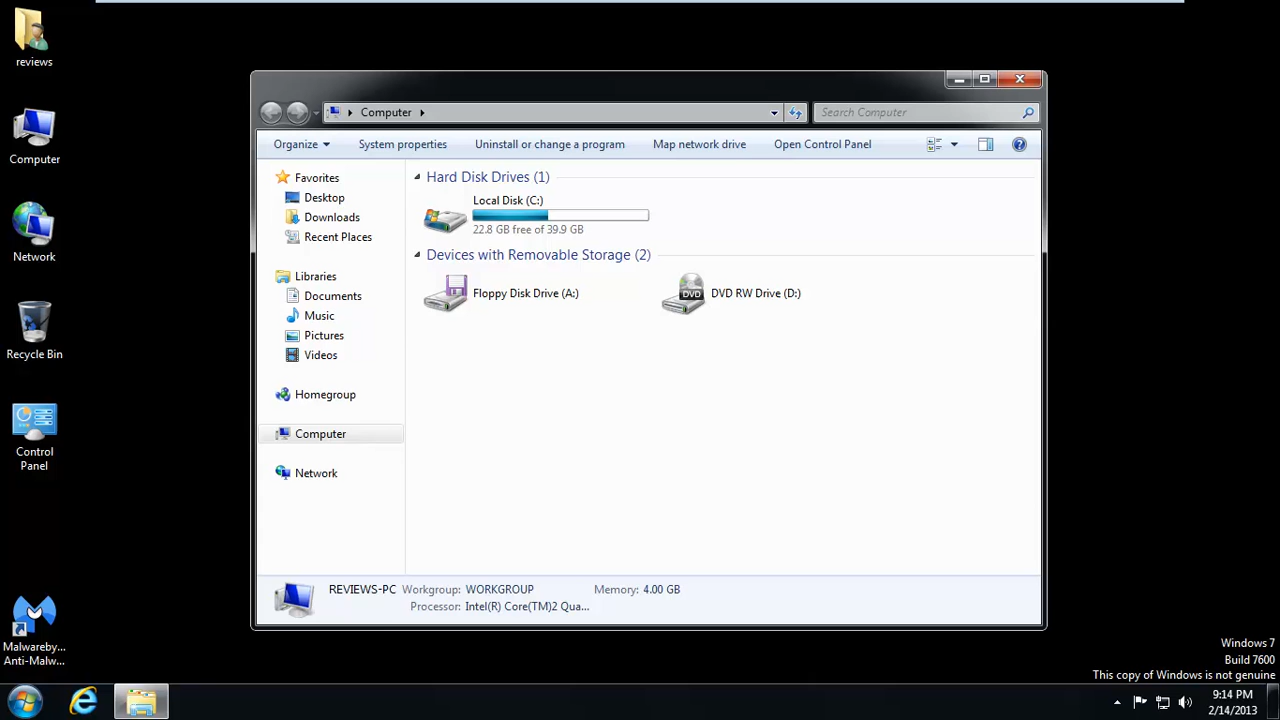 reviews
Computer
Network
Recycle Bin
Control
Panel
Malwareby...
Anti-Malw...
Computer
Search Computer
Organize
System properties
Uninstall or change a program
Map network drive
Open Control Panel
Favorites
Desktop
Downloads
Recent Places
Libraries
Documents
Music
Pictures
Videos
Homegroup
Computer
Network
Hard Disk Drives (1)
Local Disk (C:)
22.8 GB free of 39.9 GB
Devices with Removable Storage (2)
Floppy Disk Drive (A:)
DVD
DVD RW Drive (D:)
REVIEWS-PC Workgroup: WORKGROUP Memory: 4.00 GB
Processor: Intel(R) Core(TM)2 Qua...
Windows 7
Build 7600
This copy of Windows is not genuine
9:14 PM
2/14/2013